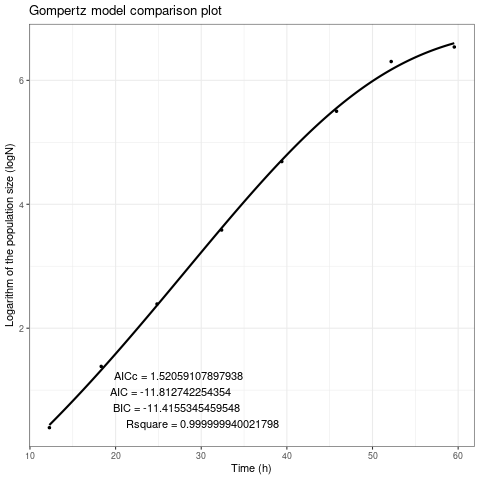 Gompertz model comparison plot
Logarithm of the population size (logN)
6
4
2
AICc = 1.52059107897938
AIC = -11.812742254354
BIC = -11.4155345459548
Rsquare = 0.999999940021798
10 20 30 40 50 60
Time (h)